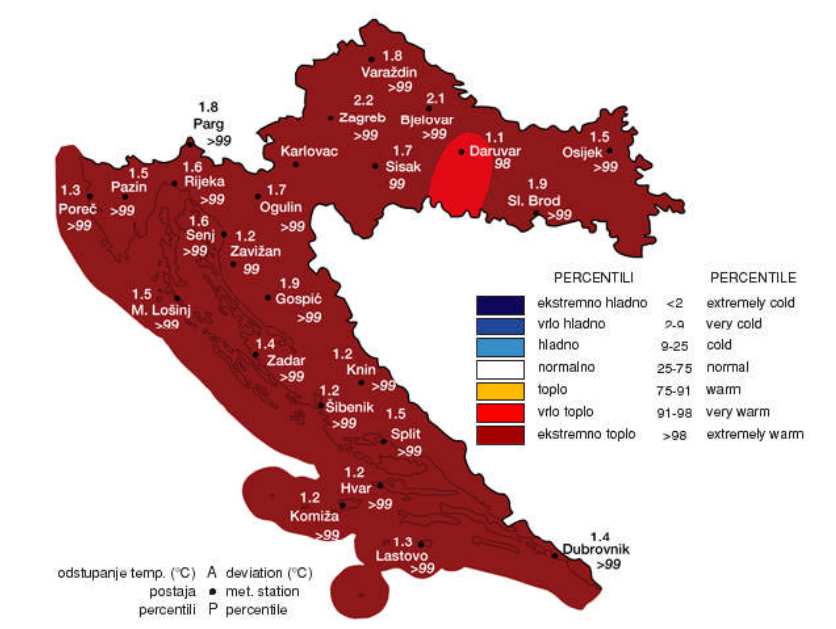 1.8
Varaždin
>99
2.2
Zagreb
>99
2.1
Bjelovar
>99
1.8
Parg
>99
1.1
Daruvar
98
1.5
Osijek
>99
Karlovac
1.7
Sisak
99
1.3
Poreč
>99
1.5
Pazin
>99
1.6
Rijeka
>99
1.7
Ogulin
>99
1.9
Sl. Brod
>99
1.6
Senj
>99
1.2
Zavižan
99
1.9
Gospić
>99
1.5
M. Lošinj
>99
1.4
Zadar
>99
1.2
Knin
>99
1.2
Šibenik
>99
1.5
Split
>99
1.2
Hvar
>99
1.2
Komiža
>99
1.3
Lastovo
>99
1.4
Dubrovnik
>99
PERCENTILI PERCENTILE
ekstremno hladno <2 extremely cold
vrlo hladno 2-9 very cold
hladno 9-25 cold
normalno 25-75 normal
toplo 75-91 warm
vrlo toplo 91-98 very warm
ekstremno toplo >98 extremely warm
odstupanje temp. (°C) A deviation (°C)
postaja met. station
percentili P percentile